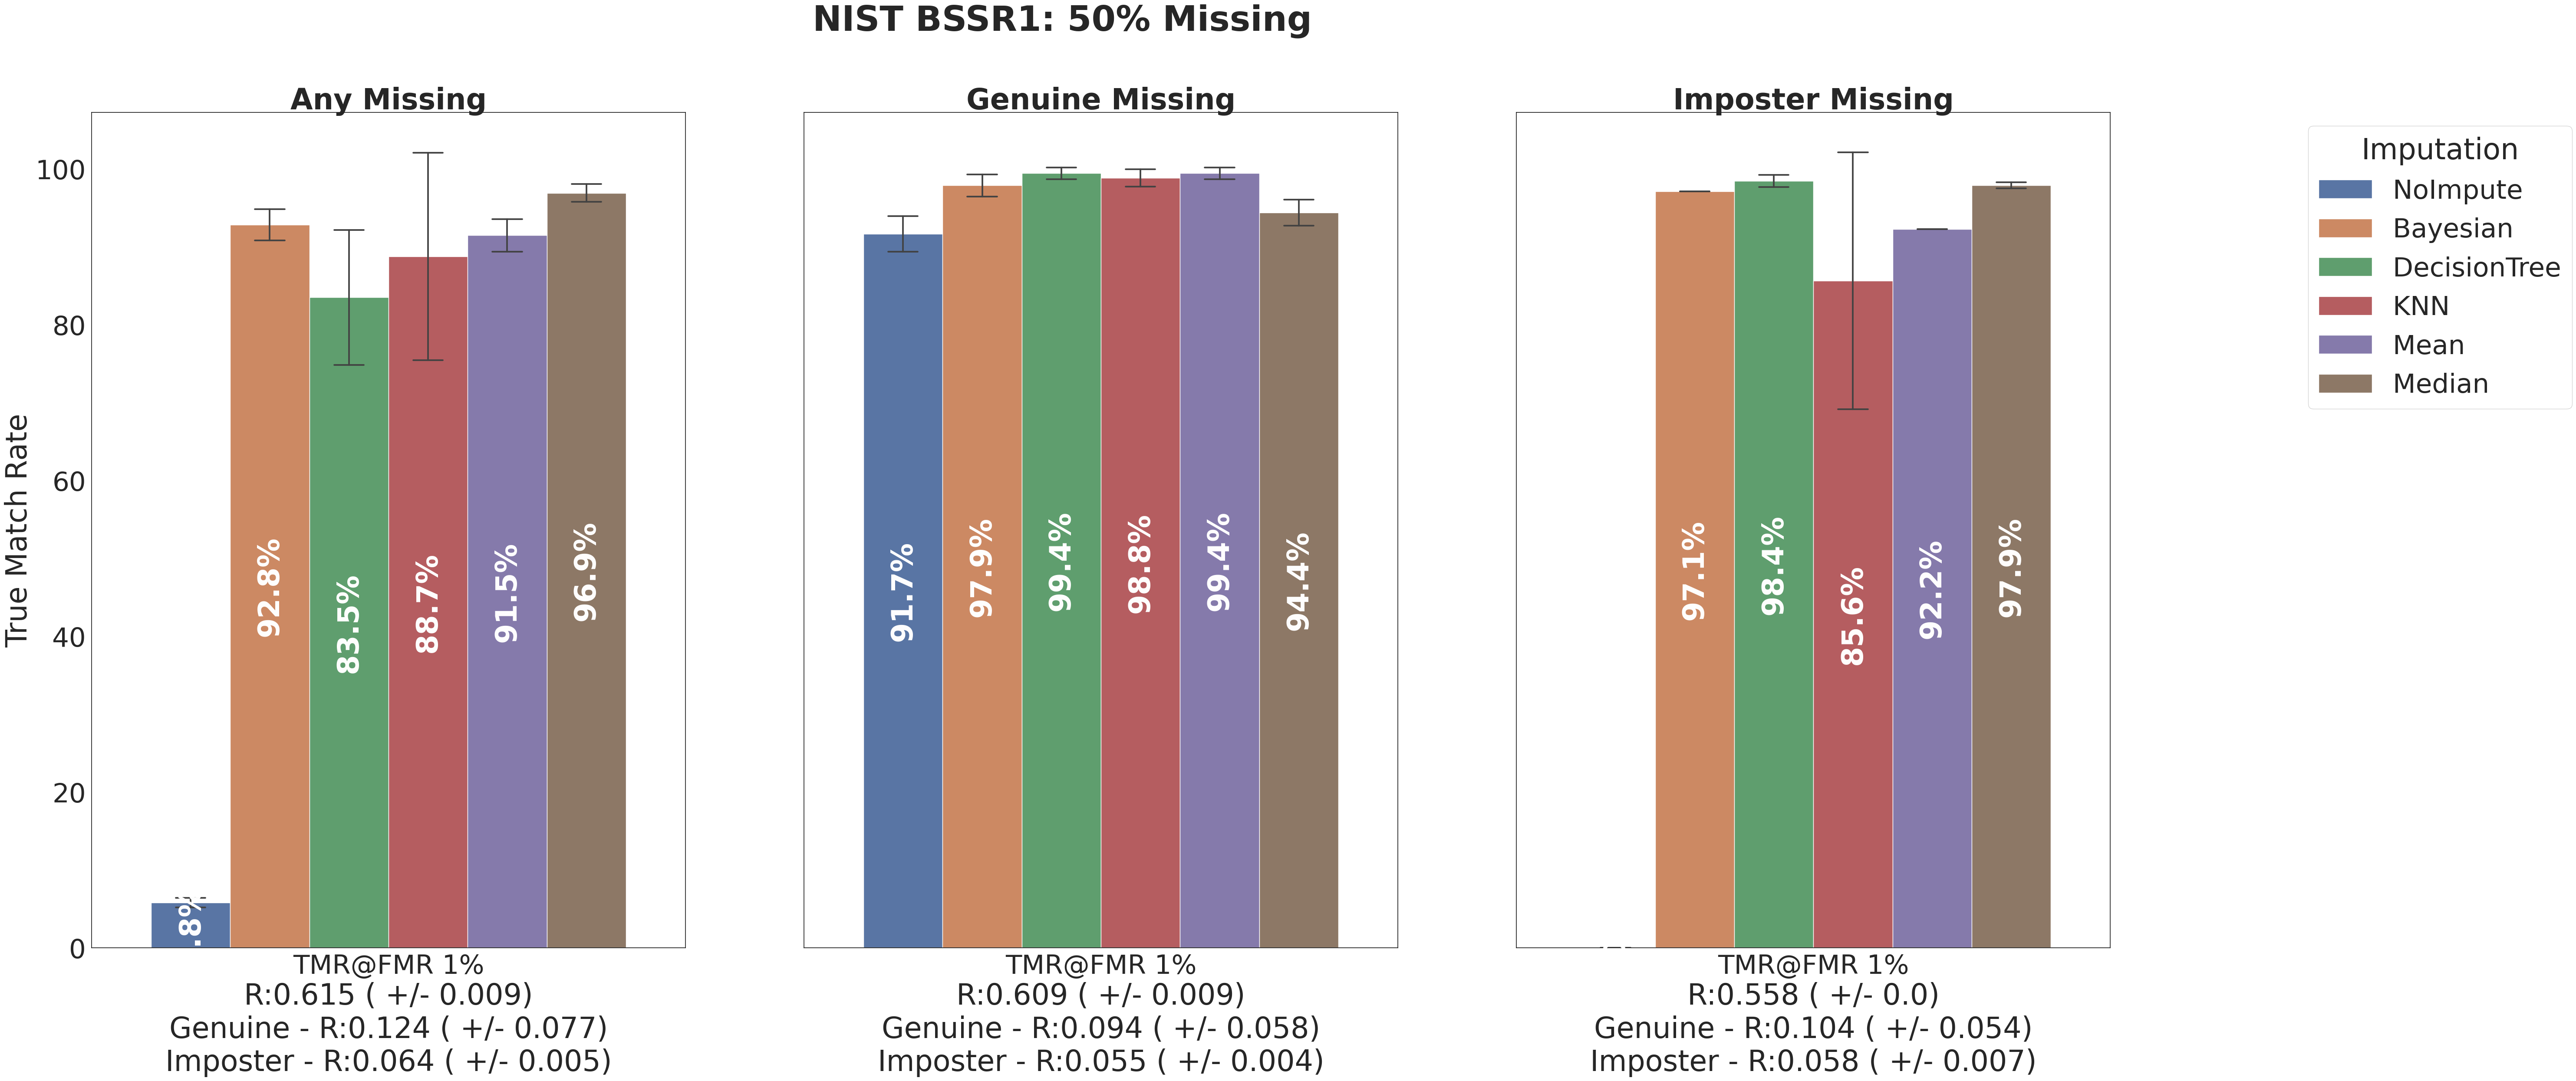 NIST BSSR1: 50% Missing
Any Missing
Genuine Missing
Imposter Missing
True Match Rate
100
80
60
40
20
0
.8%
92.8%
83.5%
88.7%
91.5%
96.9%
91.7%
97.9%
99.4%
98.8%
99.4%
94.4%
97.1%
98.4%
85.6%
92.2%
97.9%
TMR@FMR 1%
R:0.615 ( +/- 0.009)
Genuine - R:0.124 ( +/- 0.077)
Imposter - R:0.064 ( +/- 0.005)
TMR@FMR 1%
R:0.609 ( +/- 0.009)
Genuine - R:0.094 ( +/- 0.058)
Imposter - R:0.055 ( +/- 0.004)
TMR@FMR 1%
R:0.558 ( +/- 0.0)
Genuine - R:0.104 ( +/- 0.054)
Imposter - R:0.058 ( +/- 0.007)
Imputation
NoImpute
Bayesian
DecisionTree
KNN
Mean
Median